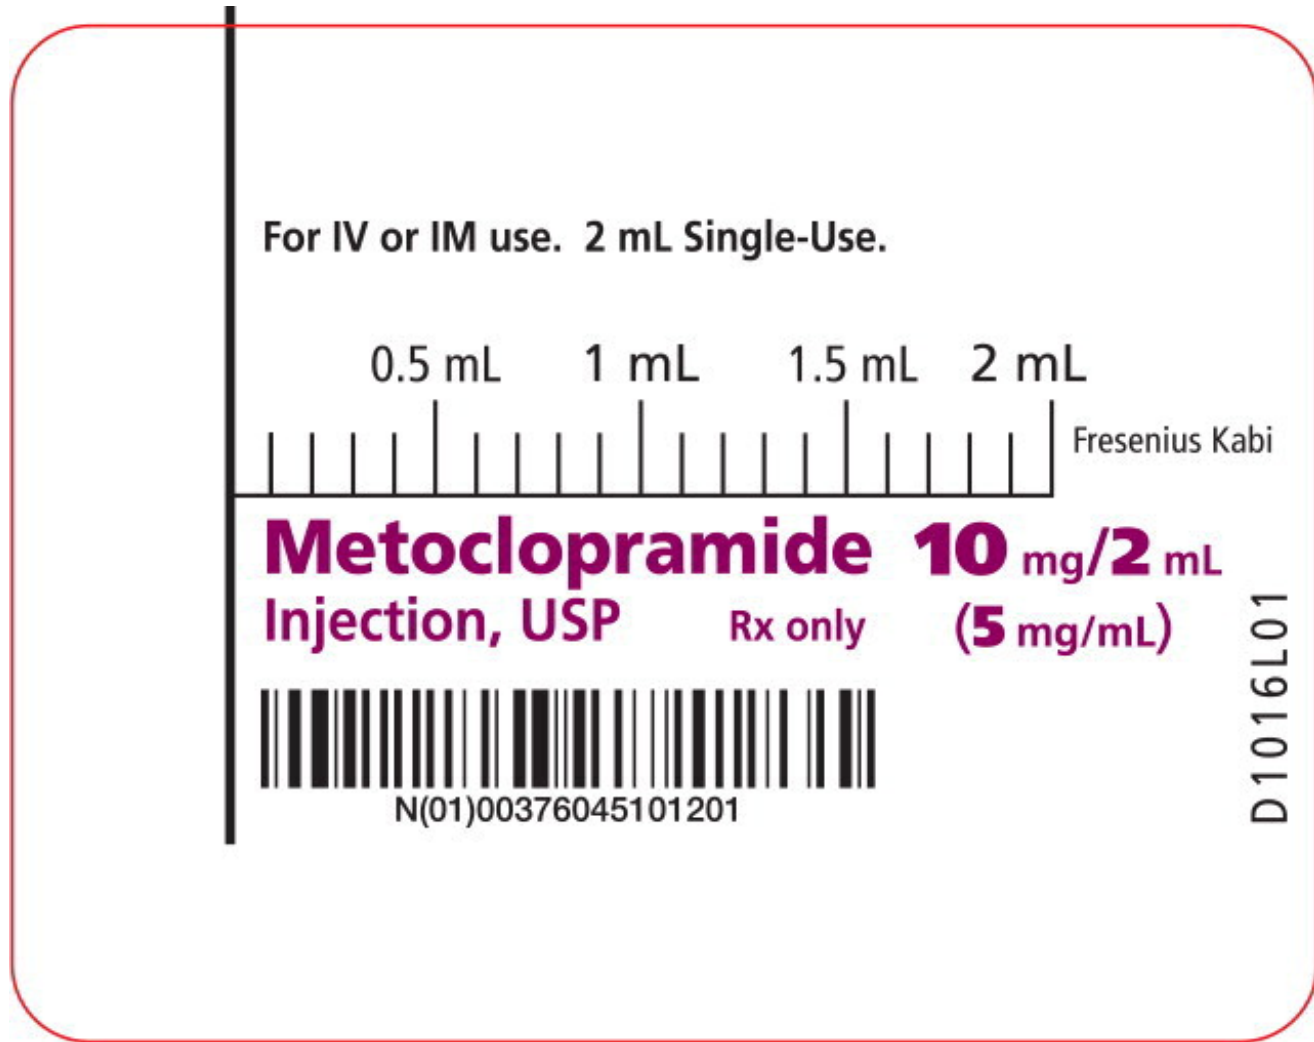 For IV or IM use. 2 mL Single-Use.
0.5 mL 1 mL 1.5 mL 2 mL
Fresenius Kabi
Metoclopramide 10 mg/2 mL
Injection, USP Rx only (5 mg/mL)
N(01)00376045101201
D1016L01